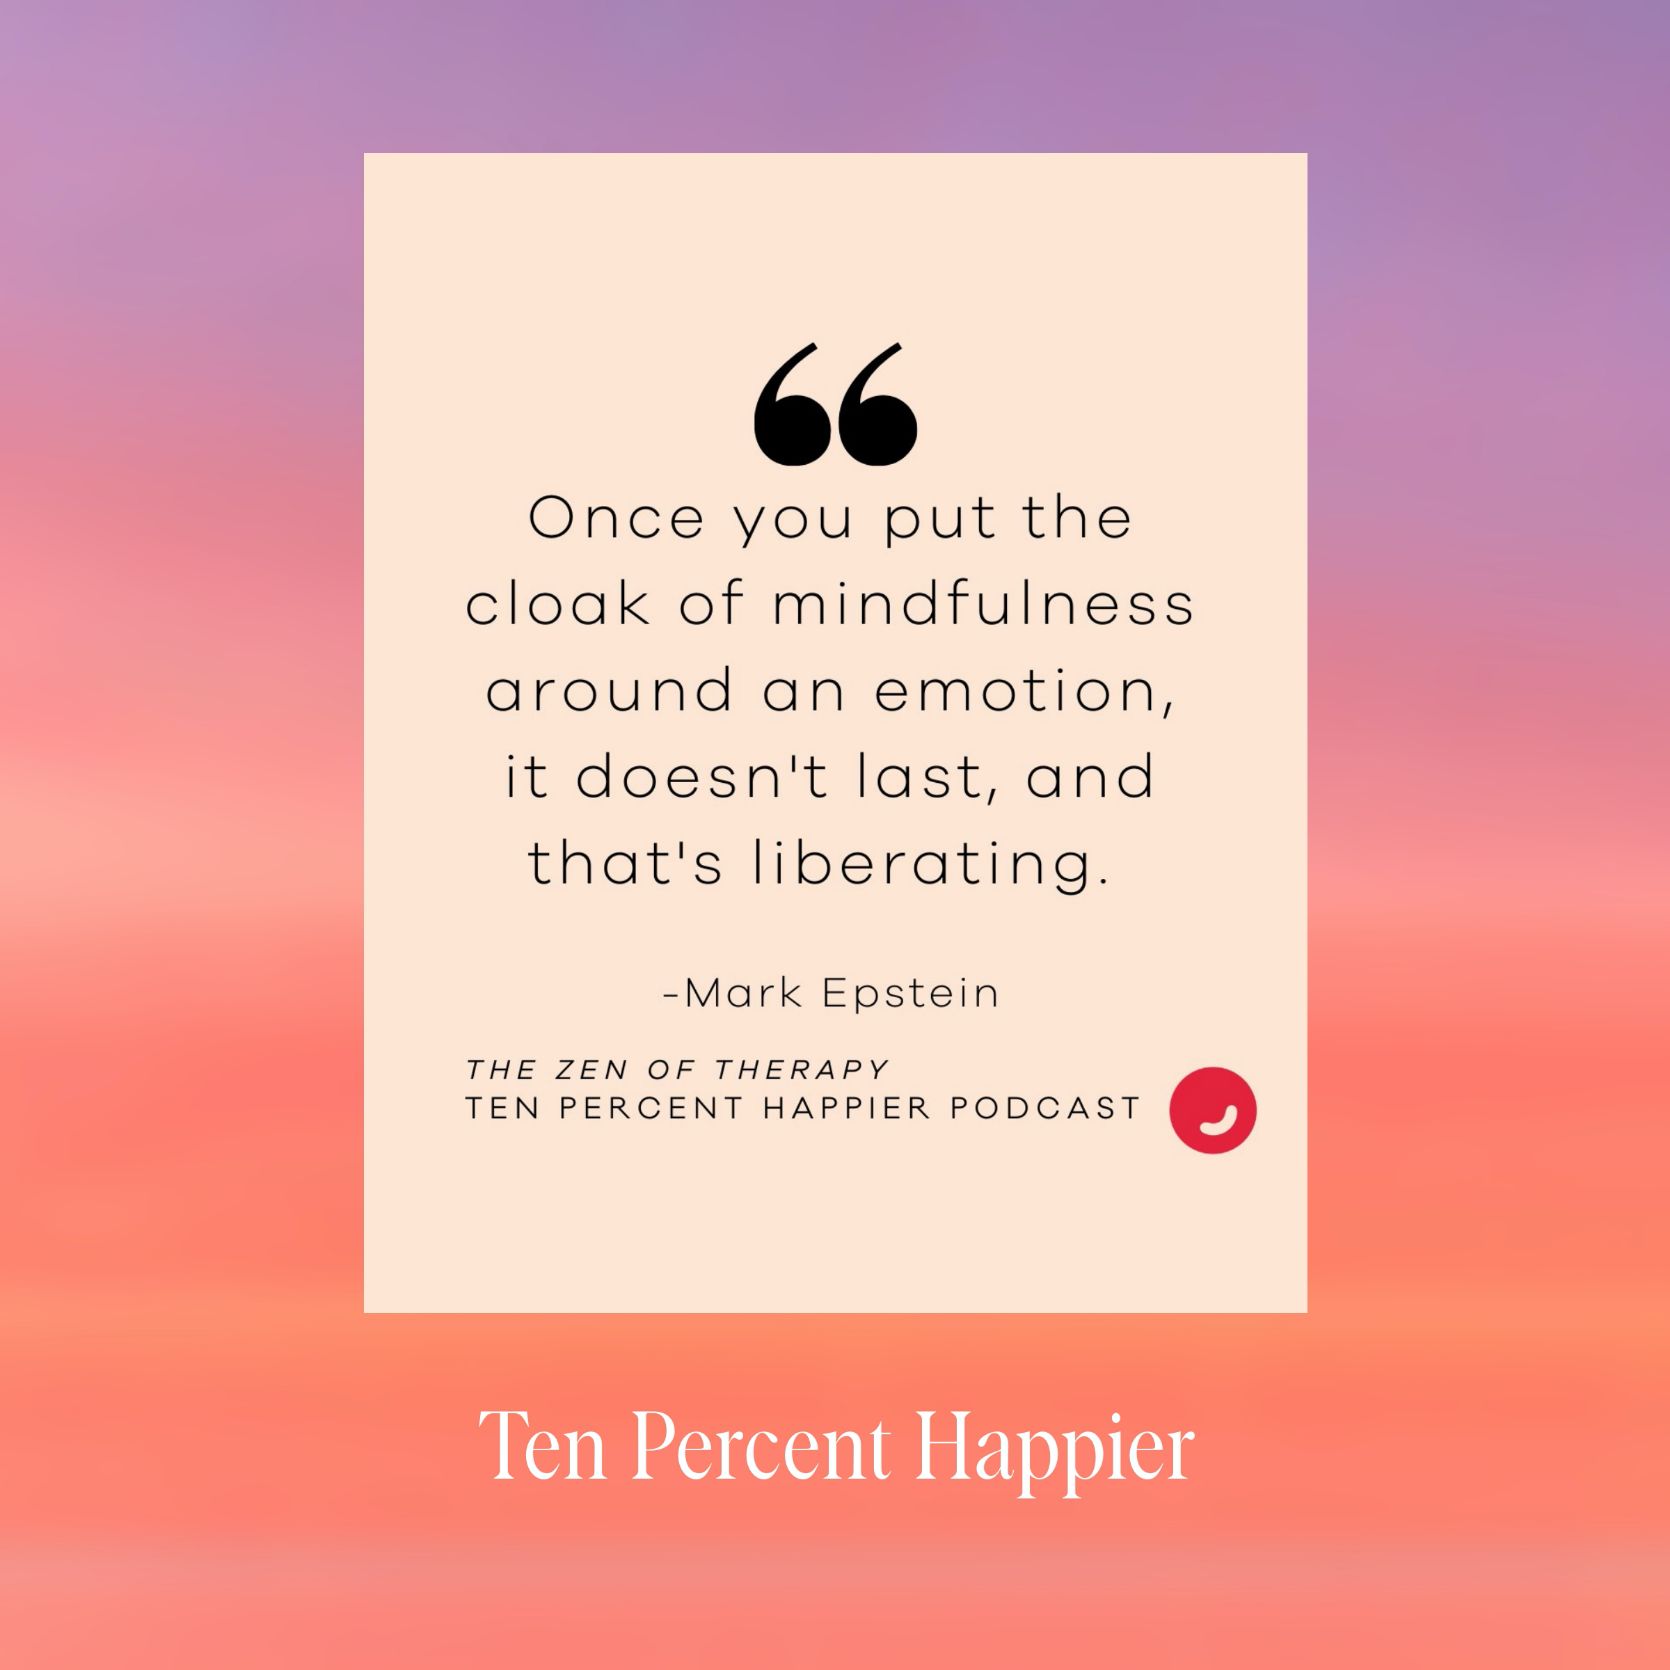 “
Once you put the
cloak of mindfulness
around an emotion,
it doesn't last, and
that's liberating.
-Mark Epstein
THE ZEN OF THERAPY
TEN PERCENT HAPPIER PODCAST
Ten Percent Happier